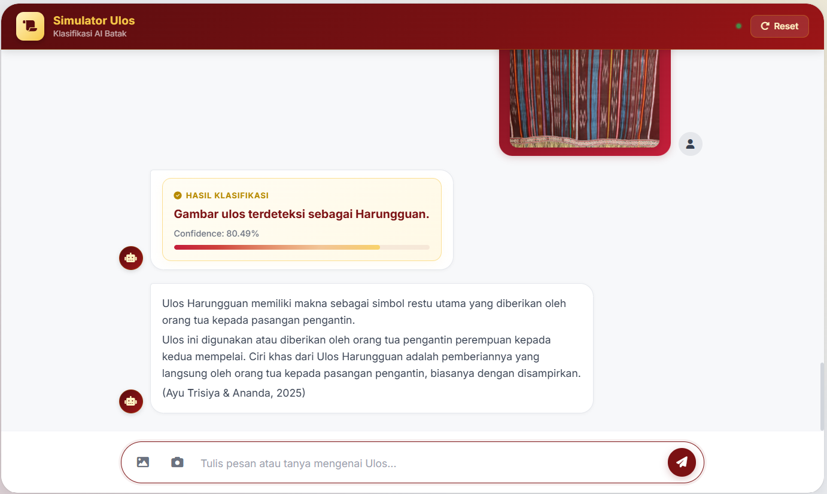 Simulator Ulos
Klasifikasi AI Batak
Reset
HASIL KLASIFIKASI
Gambar ulos terdeteksi sebagai Harungguan.
Confidence: 80.49%
Ulos Harungguan memiliki makna sebagai simbol restu utama yang diberikan oleh
orang tua kepada pasangan pengantin.
Ulos ini digunakan atau diberikan oleh orang tua pengantin perempuan kepada
kedua mempelai. Ciri khas dari Ulos Harungguan adalah pemberiannya yang
langsung oleh orang tua kepada pasangan pengantin, biasanya dengan disampirkan.
(Ayu Trisiya & Ananda, 2025)
Tulis pesan atau tanya mengenai Ulos...